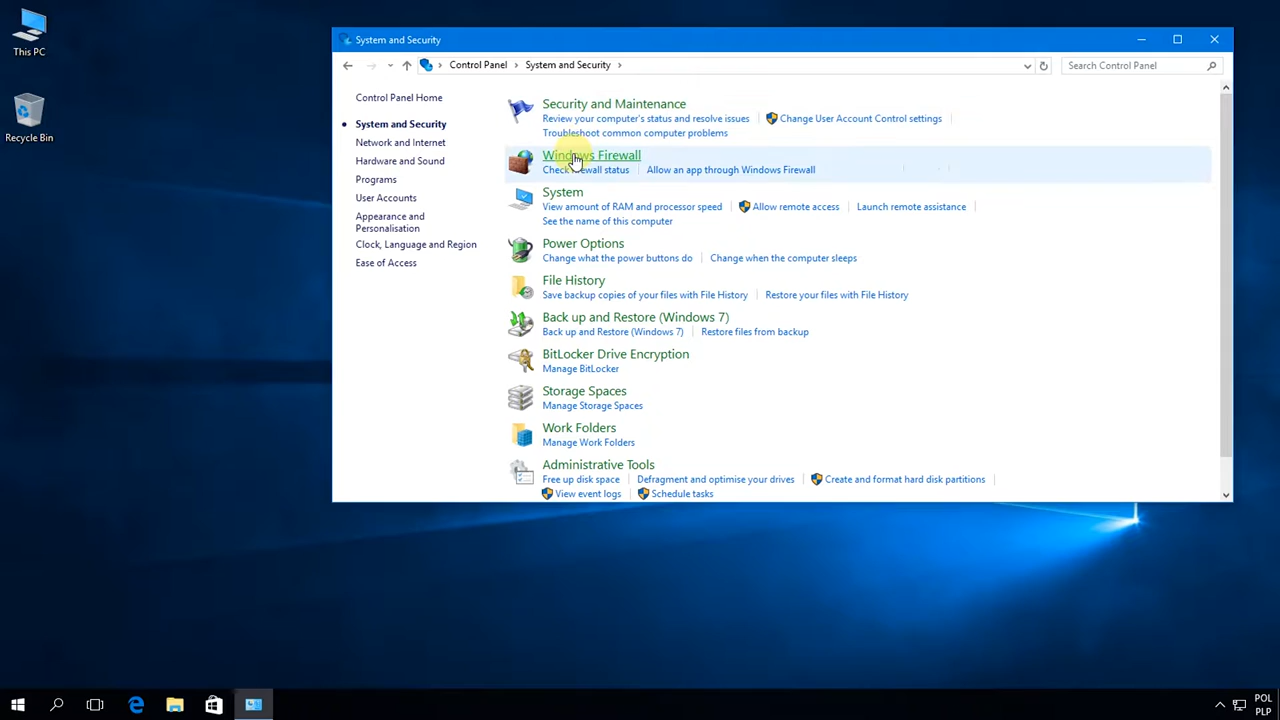 This PC
Recycle Bin
System and Security
Control Panel > System and Security >
Search Control Panel
Control Panel Home
System and Security
Network and Internet
Hardware and Sound
Programs
User Accounts
Appearance and
Personalisation
Clock, Language and Region
Ease of Access
Security and Maintenance
Review your computer's status and resolve issues Change User Account Control settings
Troubleshoot common computer problems
Windows Firewall
Check firewall status Allow an app through Windows Firewall
System
View amount of RAM and processor speed Allow remote access Launch remote assistance
See the name of this computer
Power Options
Change what the power buttons do Change when the computer sleeps
File History
Save backup copies of your files with File History Restore your files with File History
Back up and Restore (Windows 7)
Back up and Restore (Windows 7) Restore files from backup
BitLocker Drive Encryption
Manage BitLocker
Storage Spaces
Manage Storage Spaces
Work Folders
Manage Work Folders
Administrative Tools
Free up disk space Defragment and optimise your drives Create and format hard disk partitions
View event logs Schedule tasks
POL
PLP